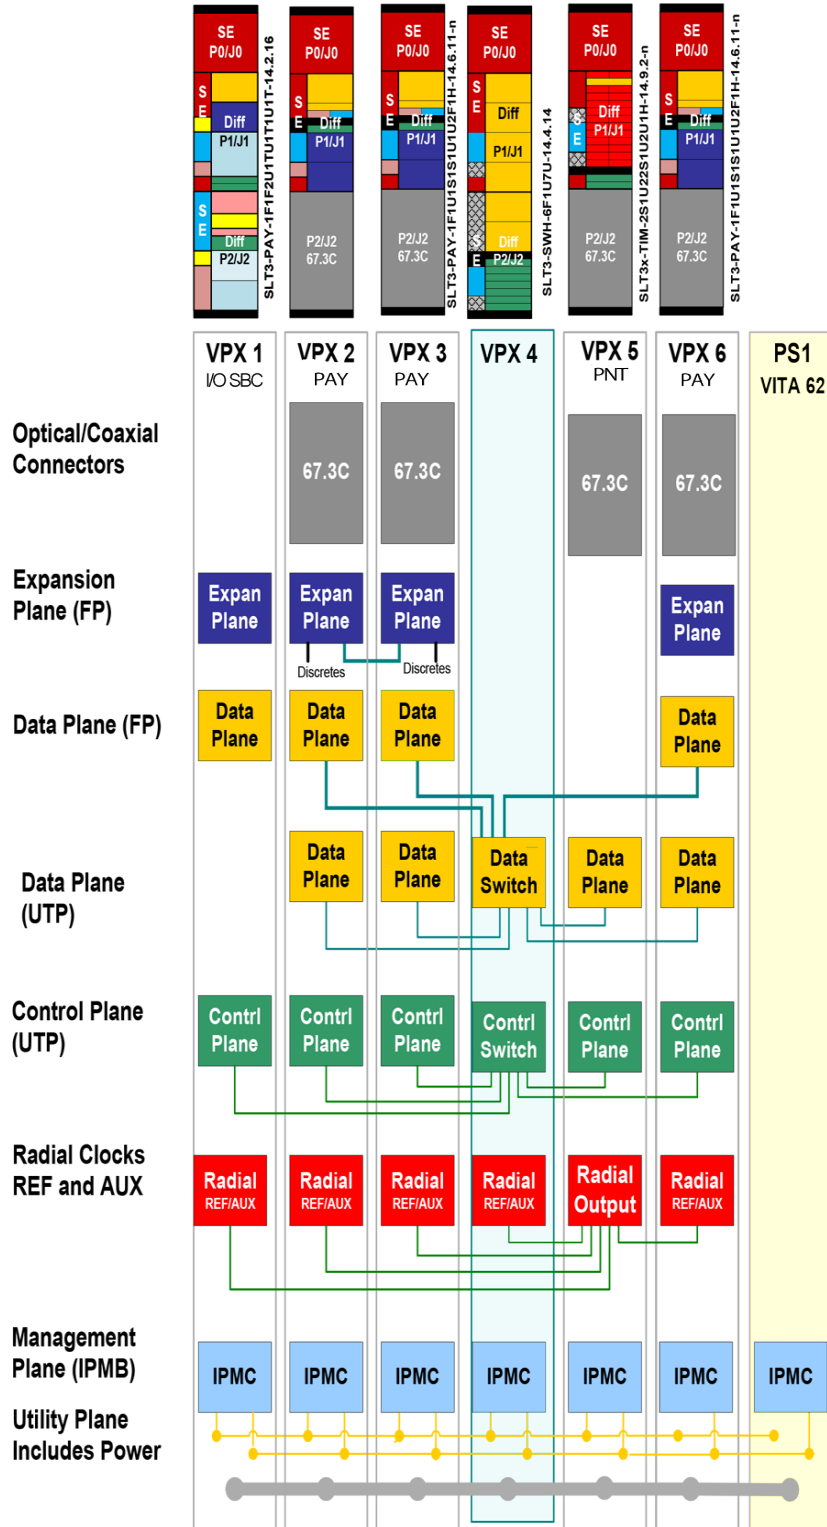 SE
P0/J0
SE
P0/J0
SE
P0/J0
SE
P0/J0
SE
P0/J0
SE
P0/J0
S
E
Diff
P1/J1
S
E
Diff
P2/J2
SLT3-PAY-1F1F2U1TU1T1U1T-14.2.16
S
E
Diff
P1/J1
P2/J2
67.3C
S
E
Diff
P1/J1
P2/J2
67.3C
SLT3-PAY-1F1U1S1S1U1U2F1H-14.6.11-n
S
E
Diff
P1/J1
S
E
Diff
P2/J2
SLT3-SWH-6F1U7U-14.4.14
S
E
Diff
P1/J1
P2/J2
67.3C
SLT3x-TIM-2S1U22S1U2U1H-14.9.2-n
S
E
Diff
P1/J1
P2/J2
67.3C
SLT3-PAY-1F1U1S1S1U1U2F1H-14.6.11-n
VPX 1
I/O SBC
VPX 2
PAY
VPX 3
PAY
VPX 4
VPX 5
PNT
VPX 6
PAY
PS1
VITA 62
Optical/Coaxial
Connectors
67.3C
67.3C
67.3C
67.3C
Expansion
Plane (FP)
Expan
Plane
Expan
Plane
Expan
Plane
Expan
Plane
Discretes
Discretes
Data Plane (FP)
Data
Plane
Data
Plane
Data
Plane
Data
Plane
Data Plane
(UTP)
Data
Plane
Data
Plane
Data
Switch
Data
Plane
Data
Plane
Control Plane
(UTP)
Contrl
Plane
Contrl
Plane
Contrl
Plane
Contrl
Switch
Contrl
Plane
Contrl
Plane
Radial Clocks
REF and AUX
Radial
REF/AUX
Radial
REF/AUX
Radial
REF/AUX
Radial
REF/AUX
Radial
Output
Radial
REF/AUX
Management
Plane (IPMB)
IPMC
IPMC
IPMC
IPMC
IPMC
IPMC
IPMC
Utility Plane
Includes Power